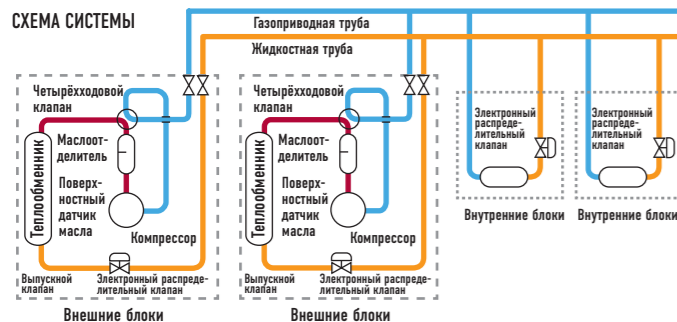 СХЕМА СИСТЕМЫ
Газоприводная труба
Жидкостная труба
Четырёхходовой
клапан
Маслоот-
делитель
Теплообменник
Поверх-
ностный
датчик
масла
Компрессор
Выпускной
клапан
Электронный распреде-
лительный клапан
Внешние блоки
Четырёхходовой
клапан
Маслоот-
делитель
Теплообменник
Поверх-
ностный
датчик
масла
Компрессор
Выпускной
клапан
Электронный распреде-
лительный клапан
Внешние блоки
Электронный
распреде-
лительный
клапан
Внутренние блоки
Электронный
распреде-
лительный
клапан
Внутренние блоки